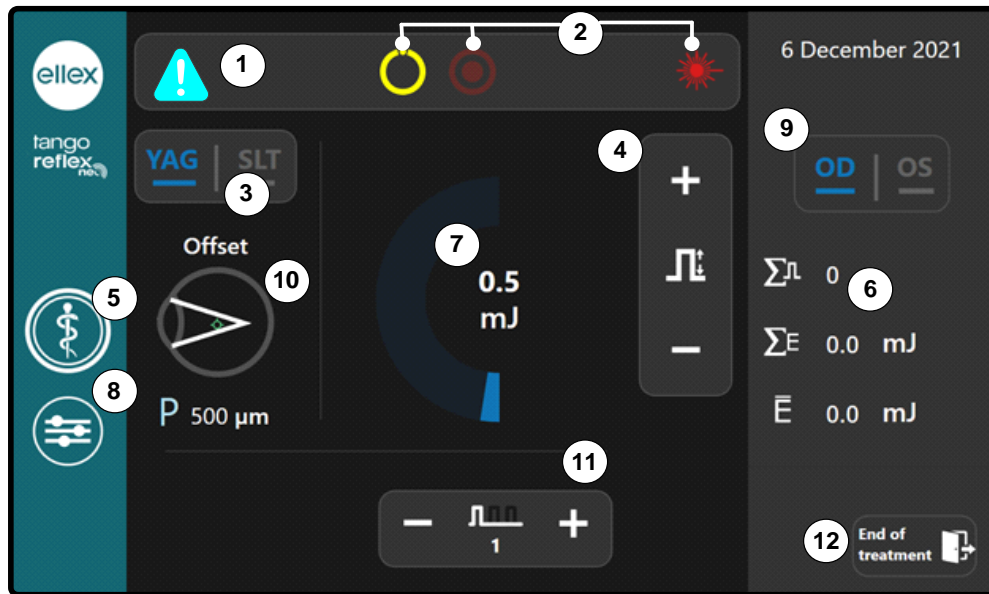 ellex
tango
reflex
neo
1
2
6 December 2021
YAG | SLT
3
4
+
−
9
OD | OS
Offset
10
7
0.5
mJ
5
8
P 500 µm
∑ 0
6
∑E 0.0 mJ
Ē 0.0 mJ
11
− +
1
12
End of
treatment